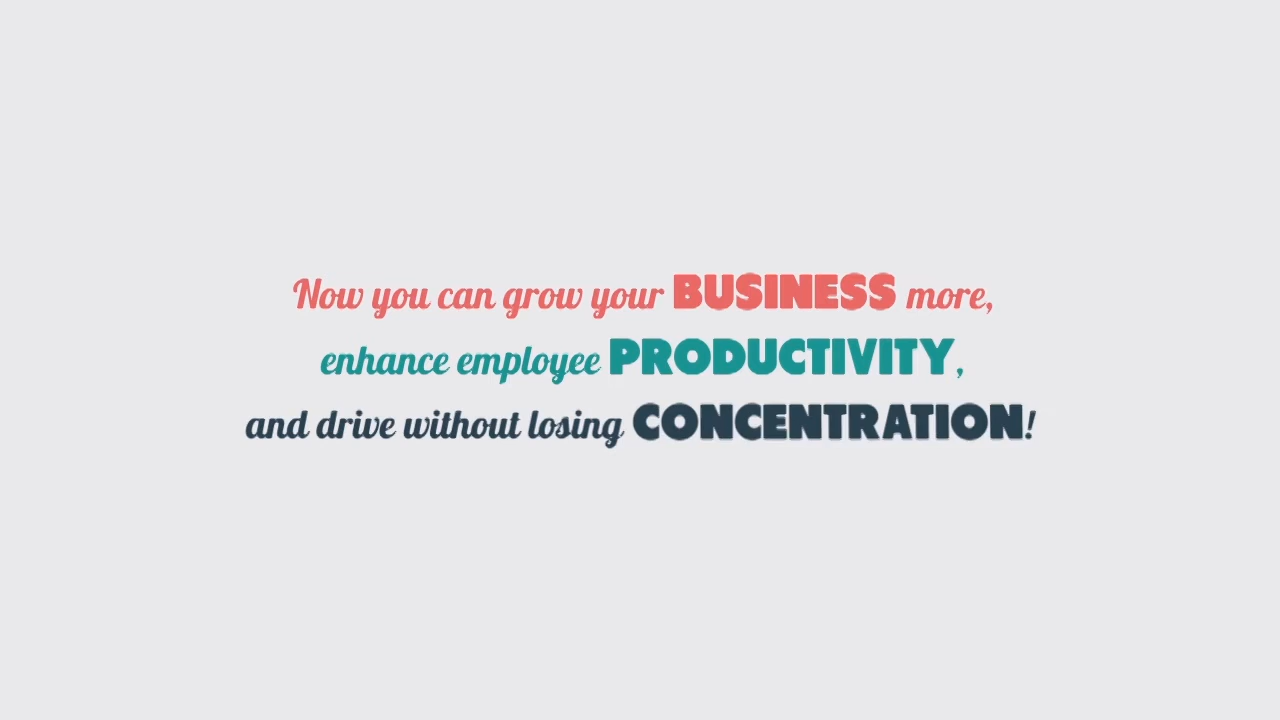 Now you can grow your BUSINESS more,
enhance employee PRODUCTIVITY,
and drive without losing CONCENTRATION!